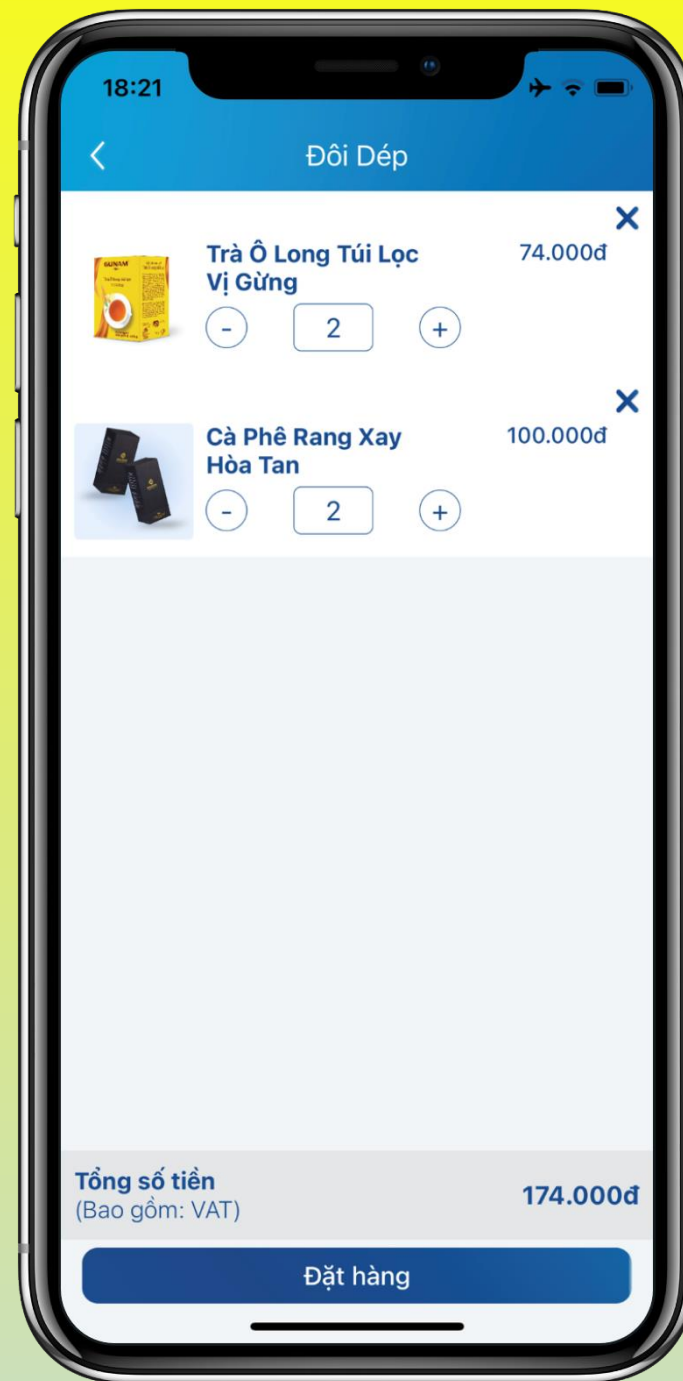 18:21
Đôi Dép
Trà Ô Long Túi Lọc
Vị Gừng
74.000đ
-
2
+
Cà Phê Rang Xay
Hòa Tan
100.000đ
-
2
+
Tổng số tiền
(Bao gồm: VAT)
174.000đ
Đặt hàng